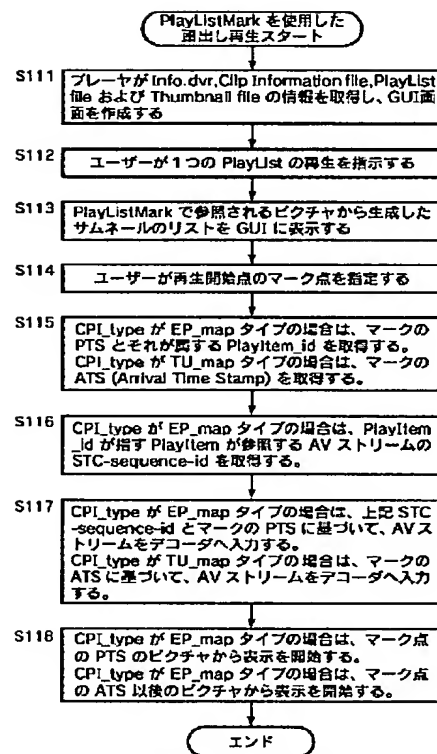 PlayListMark を使用した
頭出し再生スタート
S111
プレーヤが Info.dvr,Clip Information file,PlayList
file および Thumbnail file の情報を取得し、GUI画
面を作成する
S112
ユーザーが１つの PlayList の再生を指示する
S113
PlayListMark で参照されるピクチャから生成した
サムネールのリストを GUI に表示する
S114
ユーザーが再生開始点のマーク点を指定する
S115
CPI_type が EP_map タイプの場合は、マークの
PTS とそれが属する PlayItem_id を取得する。
CPI_type が TU_map タイプの場合は、マークの
ATS (Arrival Time Stamp) を取得する。
S116
CPI_type が EP_map タイプの場合は、PlayItem
_id が指す PlayItem が参照する AV ストリームの
STC-sequence-id を取得する。
S117
CPI_type が EP_map タイプの場合は、上記 STC
-sequence-id とマークの PTS に基づいて、AV ス
トリームをデコーダへ入力する。
CPI_type が TU_map タイプの場合は、マークの
ATS に基づいて、AV ストリームをデコーダへ入力
する。
S118
CPI_type が EP_map タイプの場合は、マーク点
の PTS のピクチャから表示を開始する。
CPI_type が TU_map タイプの場合は、マーク点
の ATS 以後のピクチャから表示を開始する。
エンド